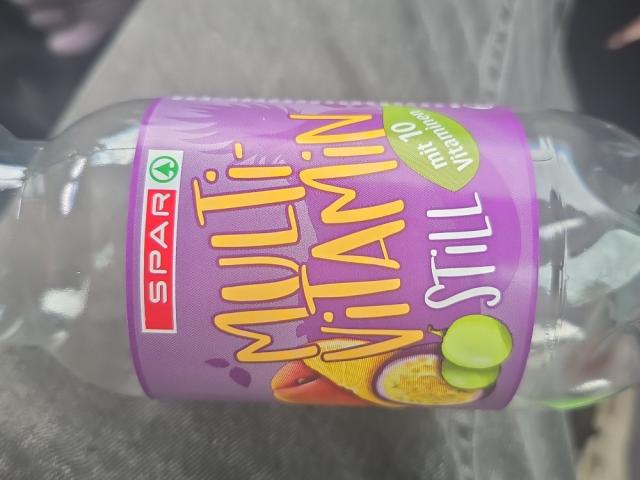 SPAR
MULTI-
VITAMIN
STILL
mit 10
Vitaminen